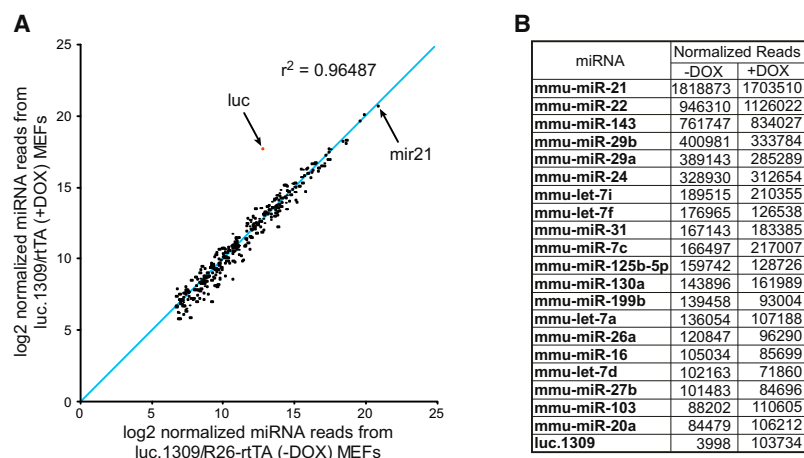 A
25
20
15
10
5
0
0 5 10 15 20 25
r² = 0.96487
luc
mir21
log2 normalized miRNA reads from
luc.1309/rtTA (+DOX) MEFs
log2 normalized miRNA reads from
luc.1309/R26-rtTA (-DOX) MEFs
B
miRNA Normalized Reads
-DOX +DOX
mmu-miR-21 1818873 1703510
mmu-miR-22 946310 1126022
mmu-miR-143 761747 834027
mmu-miR-29b 400981 333784
mmu-miR-29a 389143 285289
mmu-miR-24 328930 312654
mmu-let-7i 189515 210355
mmu-let-7f 176965 126538
mmu-miR-31 167143 183385
mmu-miR-7c 166497 217007
mmu-miR-125b-5p 159742 128726
mmu-miR-130a 143896 161989
mmu-miR-199b 139458 93004
mmu-let-7a 136054 107188
mmu-miR-26a 120847 96290
mmu-miR-16 105034 85699
mmu-let-7d 102163 71860
mmu-miR-27b 101483 84696
mmu-miR-103 88202 110605
mmu-miR-20a 84479 106212
luc.1309 3998 103734